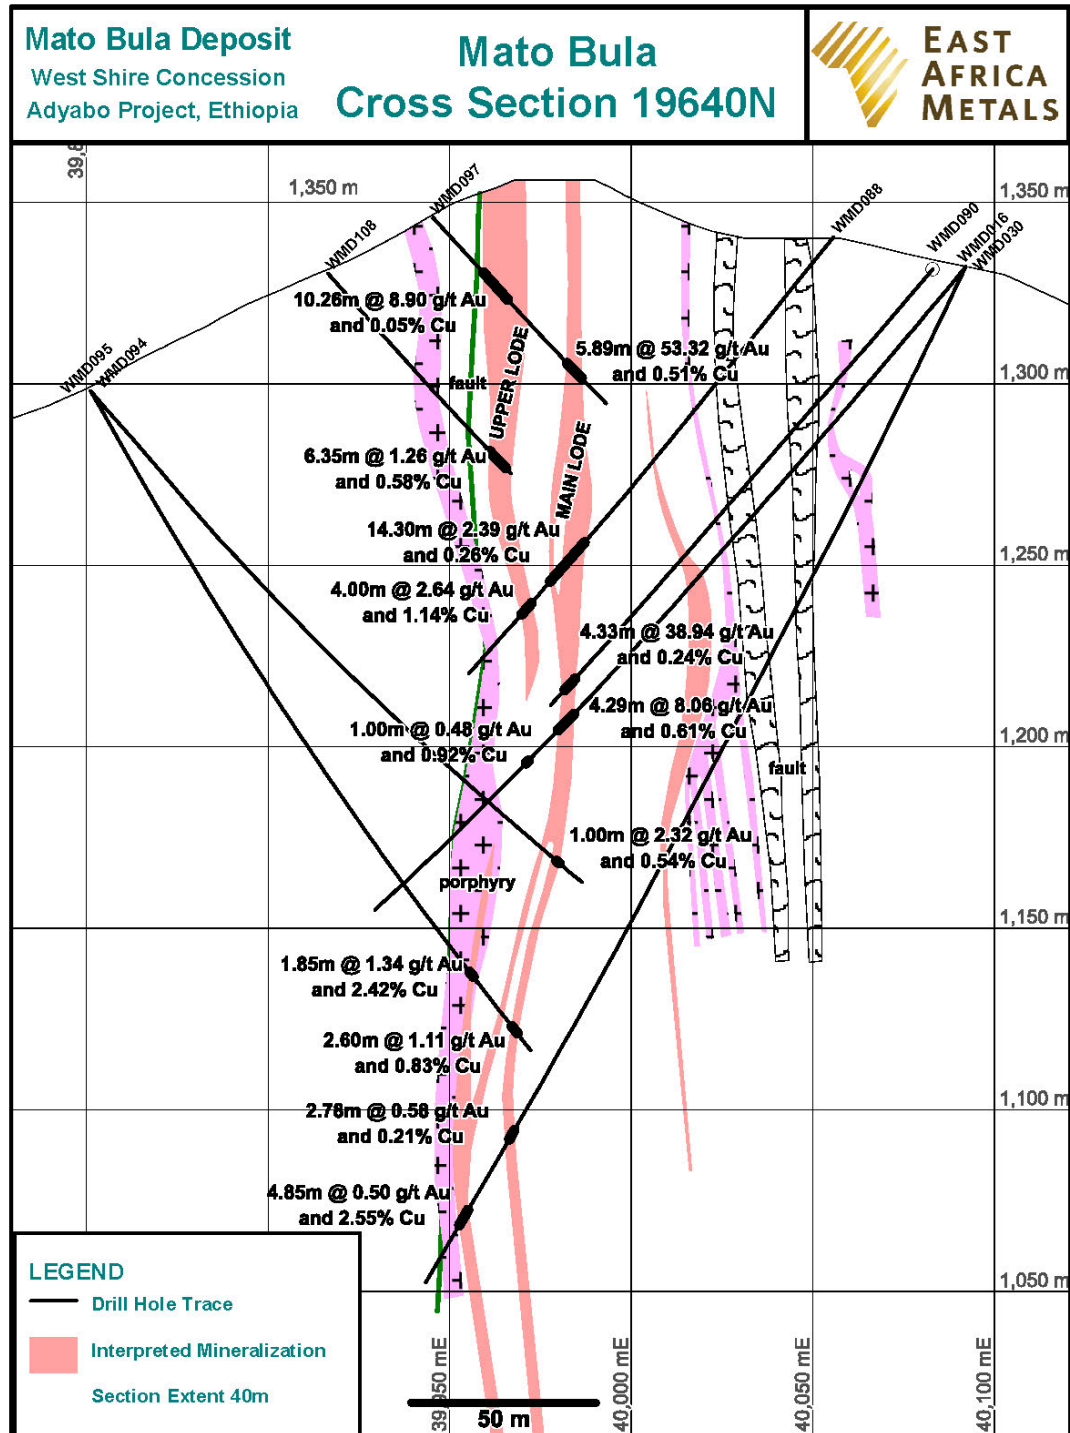 Mato Bula Deposit
West Shire Concession
Adyabo Project, Ethiopia
Mato Bula
Cross Section 19640N
EAST
AFRICA
METALS
1,350 m
1,350 m
WMD097
WMD108
WMD095
WMD094
WMD088
WMD090
WMD016
WMD030
10.26m @ 8.90 g/t Au
and 0.05% Cu
5.89m @ 53.32 g/t Au
and 0.51% Cu
fault
UPPER LODE
1,300 m
6.35m @ 1.26 g/t Au
and 0.58% Cu
MAIN LODE
14.30m @ 2.39 g/t Au
and 0.26% Cu
1,250 m
4.00m @ 2.64 g/t Au
and 1.14% Cu
4.33m @ 38.94 g/t Au
and 0.24% Cu
4.29m @ 8.06 g/t Au
and 0.61% Cu
1.00m @ 0.48 g/t Au
and 0.92% Cu
1,200 m
fault
1.00m @ 2.32 g/t Au
and 0.54% Cu
porphyry
1,150 m
1.85m @ 1.34 g/t Au
and 2.42% Cu
2.60m @ 1.11 g/t Au
and 0.83% Cu
2.78m @ 0.58 g/t Au
and 0.21% Cu
1,100 m
4.85m @ 0.50 g/t Au
and 2.55% Cu
1,050 m
LEGEND
Drill Hole Trace
Interpreted Mineralization
Section Extent 40m
39,950 mE
40,000 mE
40,050 mE
40,100 mE
50 m